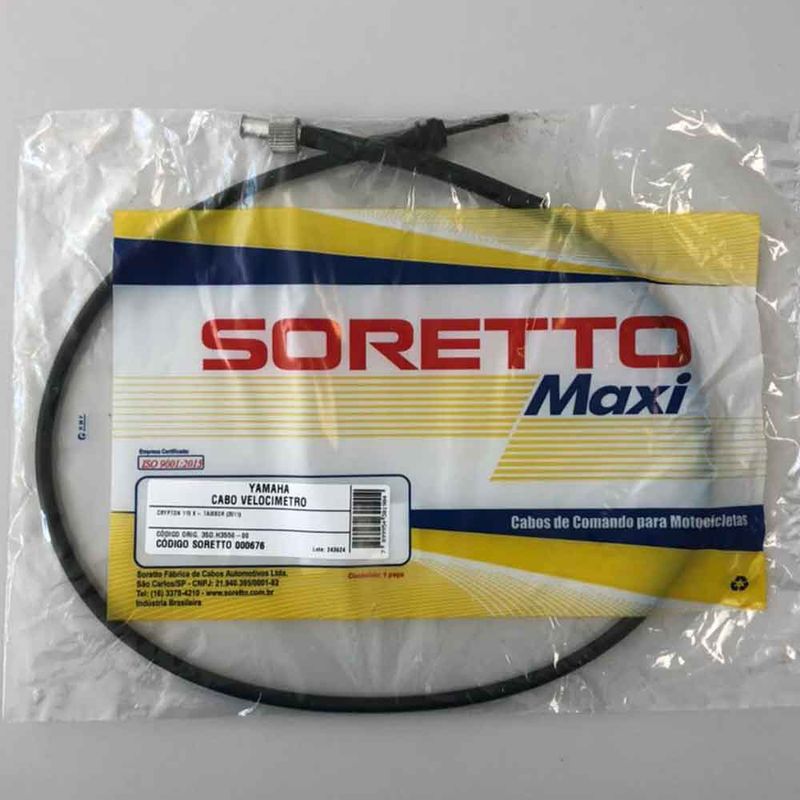 SORETTO
Maxi
Empresa Certificada
ISO 9001:2015
YAMAHA
CABO VELOCIMETRO
CRYPTON 115 K - TAMBOR (2011)
CÓDIGO ORIG. 3SD.H3550-00
CÓDIGO SORETTO 000676
Lote: 243624
Cabos de Comando para Motocicletas
Soretto Fábrica de Cabos Automotivos Ltda.
São Carlos/SP - CNPJ: 21.940.395/0001-82
Tel: (16) 3378-4210 - www.soretto.com.br
Indústria Brasileira
Conteúdo: 1 peça